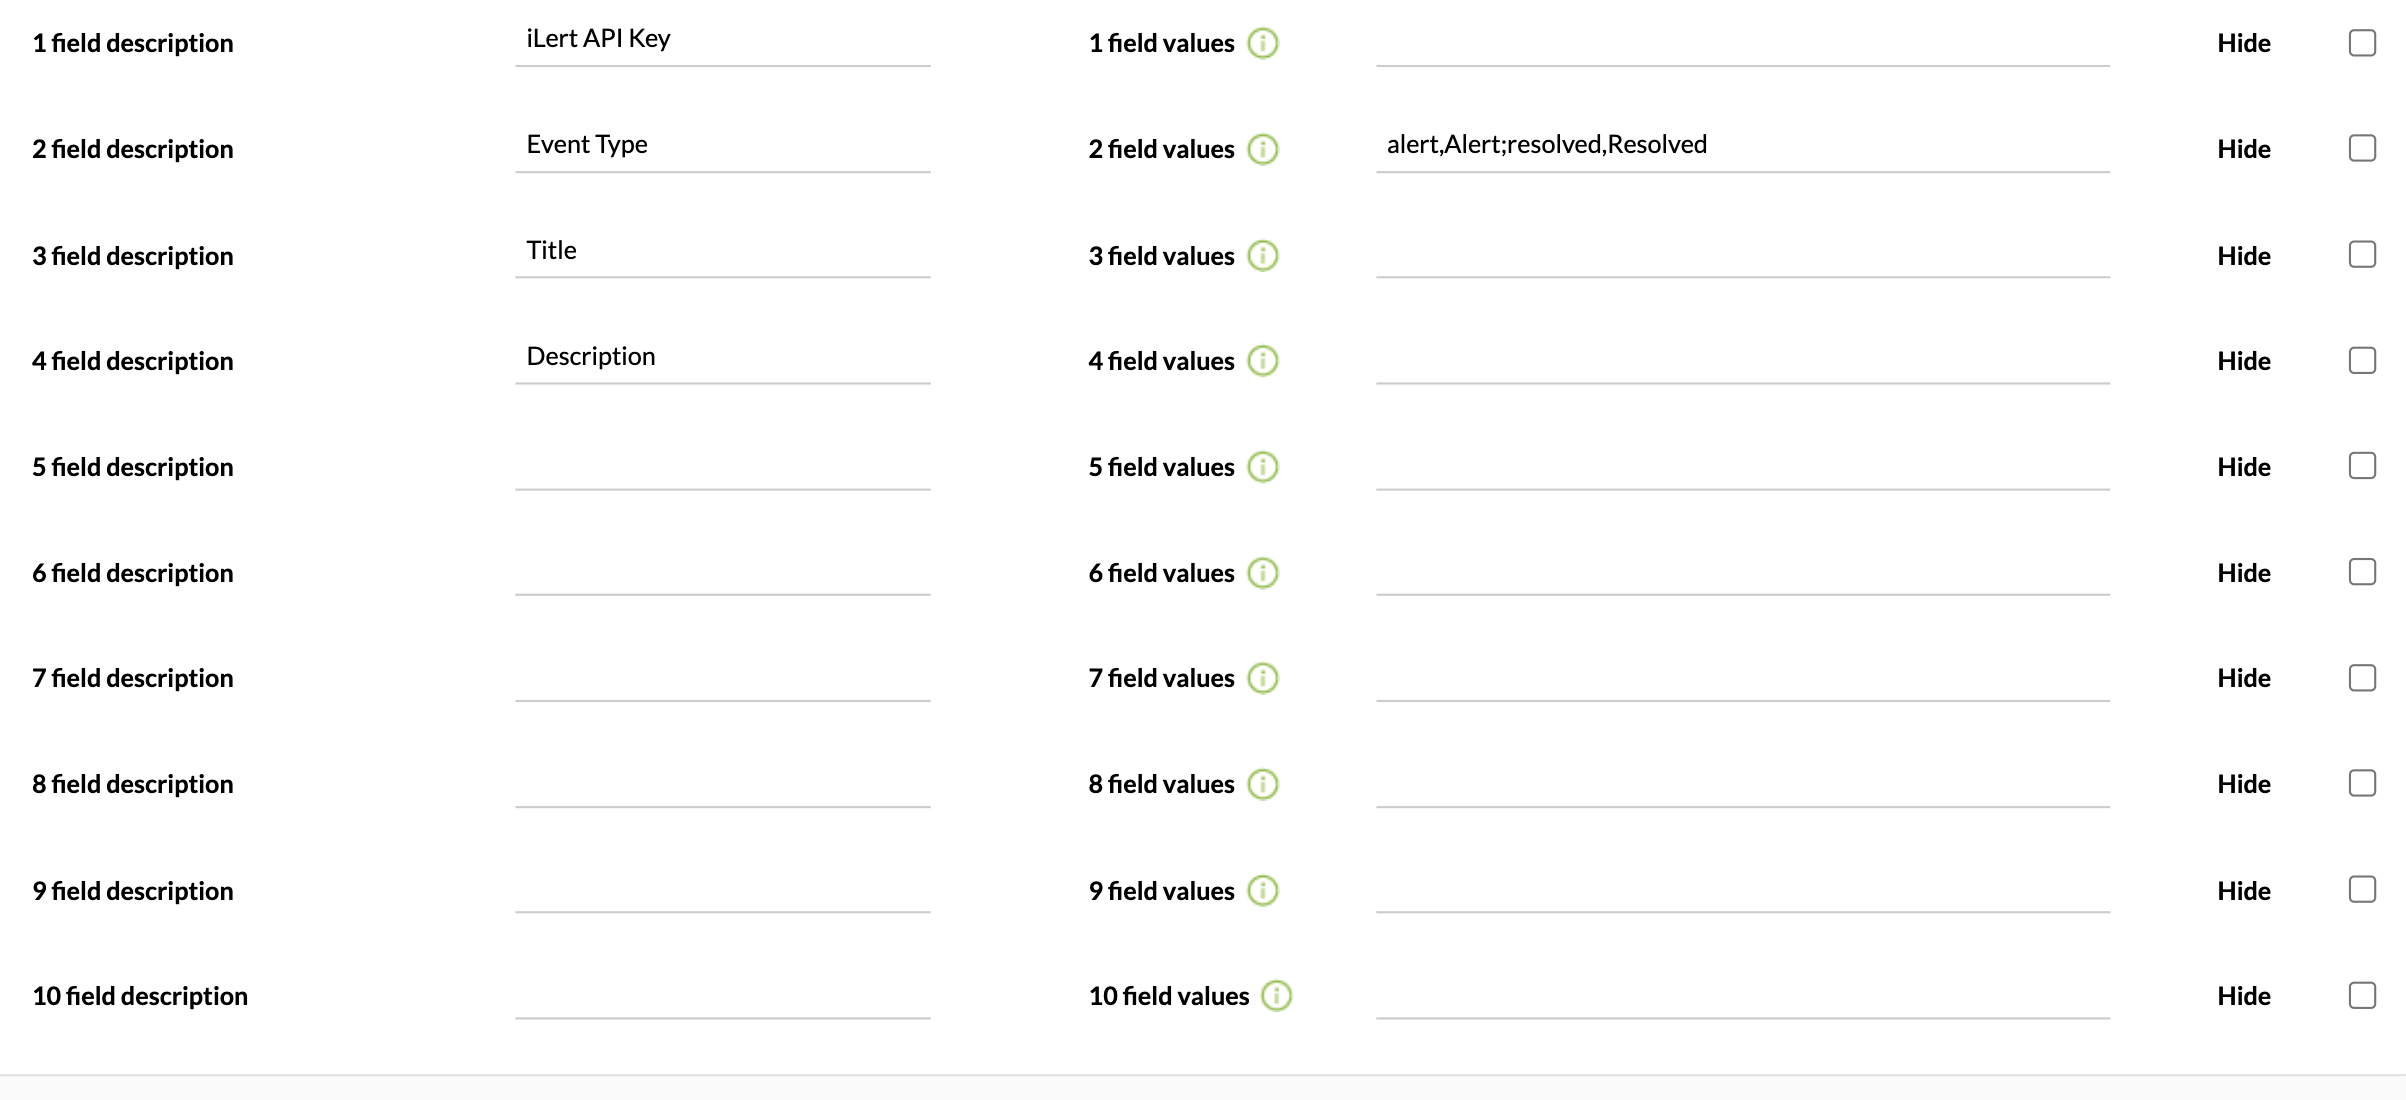 1 field description iLert API Key 1 field values Hide
2 field description Event Type 2 field values alert,Alert;resolved,Resolved Hide
3 field description Title 3 field values Hide
4 field description Description 4 field values Hide
5 field description 5 field values Hide
6 field description 6 field values Hide
7 field description 7 field values Hide
8 field description 8 field values Hide
9 field description 9 field values Hide
10 field description 10 field values Hide